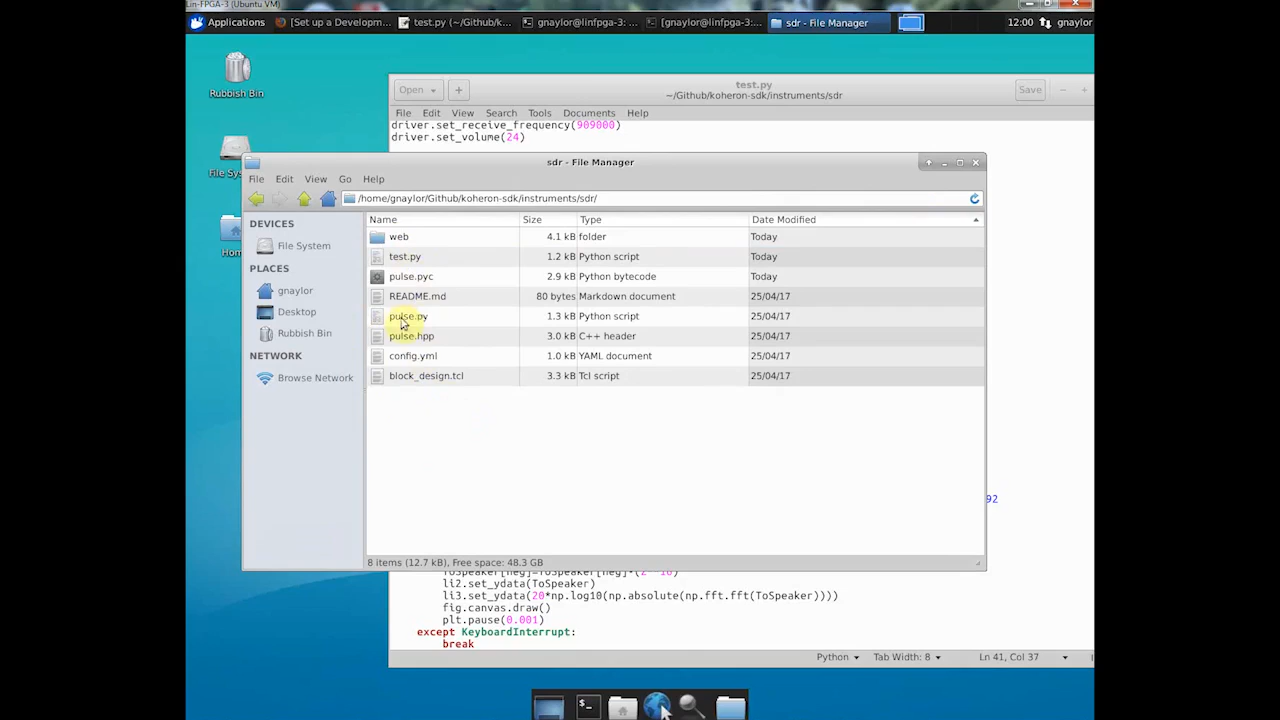 Lin-FPGA-3 (Ubuntu VM)
Applications
[Set up a Developm...
test.py (~/Github/k...
gnaylor@linfpga-3: ...
[gnaylor@linfpga-3:...
sdr - File Manager
12:00
gnaylor
Rubbish Bin
File Sys
Hom
Open
+
test.py
~/Github/koheron-sdk/instruments/sdr
Save
File Edit View Search Tools Documents Help
driver.set_receive_frequency(909000)
driver.set_volume(24)
sdr - File Manager
File Edit View Go Help
/home/gnaylor/Github/koheron-sdk/instruments/sdr/
DEVICES
File System
PLACES
gnaylor
Desktop
Rubbish Bin
NETWORK
Browse Network
Name Size Type Date Modified
web 4.1 kB folder Today
test.py 1.2 kB Python script Today
pulse.pyc 2.9 kB Python bytecode Today
README.md 80 bytes Markdown document 25/04/17
pulse.py 1.3 kB Python script 25/04/17
pulse.hpp 3.0 kB C++ header 25/04/17
config.yml 1.0 kB YAML document 25/04/17
block_design.tcl 3.3 kB Tcl script 25/04/17
92
8 items (12.7 kB), Free space: 48.3 GB
li2.set_ydata(ToSpeaker)
li3.set_ydata(20*np.log10(np.absolute(np.fft.fft(ToSpeaker))))
fig.canvas.draw()
plt.pause(0.001)
except KeyboardInterrupt:
break
Python Tab Width: 8 Ln 41, Col 37